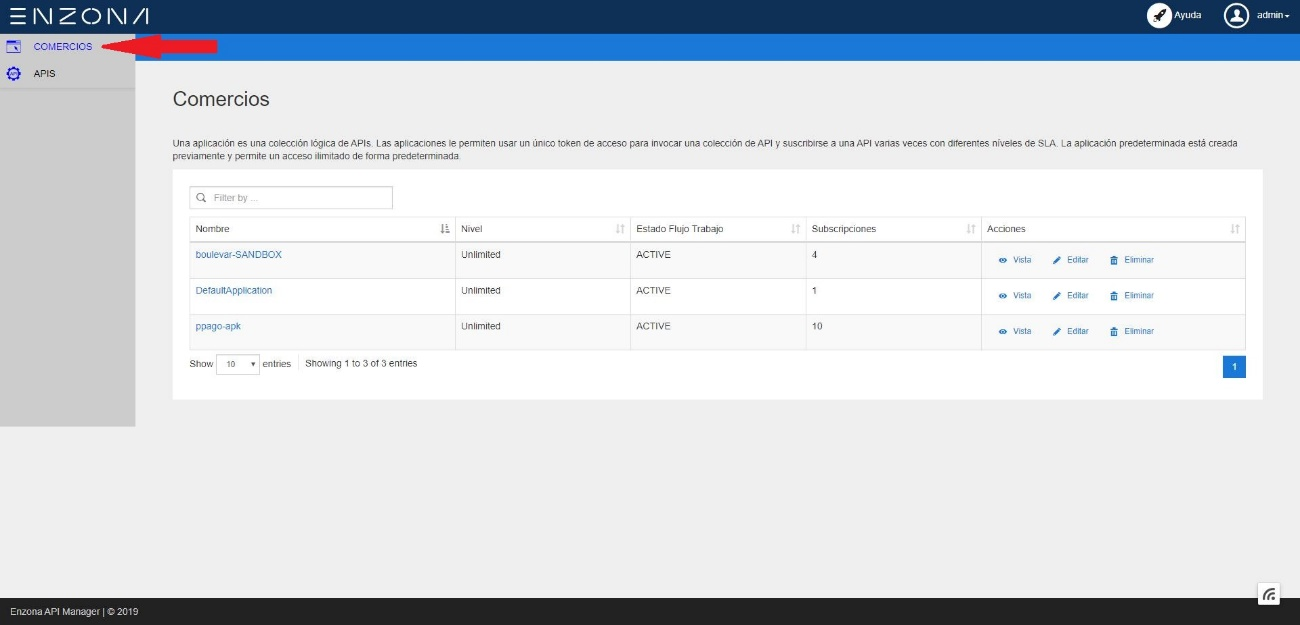 ENZONA
Ayuda
admin
COMERCIOS
APIS
Comercios
Una aplicación es una colección lógica de APIs. Las aplicaciones le permiten usar un único token de acceso para invocar una colección de API y suscribirse a una API varias veces con diferentes níveles de SLA. La aplicación predeterminada está creada
previamente y permite un acceso ilimitado de forma predeterminada
Filter by ...
Nombre Nivel Estado Flujo Trabajo Subscripciones Acciones
boulevar-SANDBOX Unlimited ACTIVE 4 Vista Editar Eliminar
DefaultApplication Unlimited ACTIVE 1 Vista Editar Eliminar
ppago-apk Unlimited ACTIVE 10 Vista Editar Eliminar
Show 10 entries Showing 1 to 3 of 3 entries 1
Enzona API Manager | © 2019